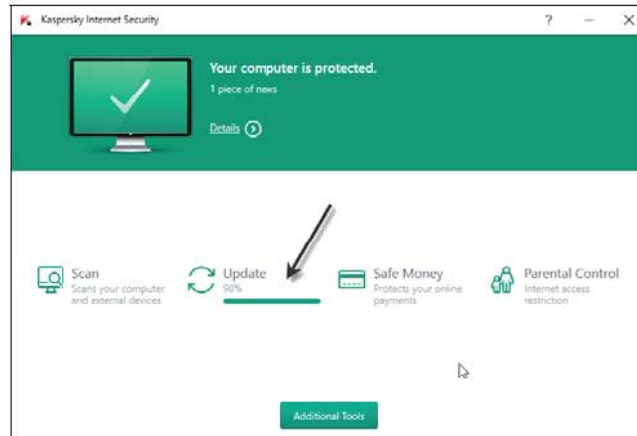 Kaspersky Internet Security
Your computer is protected.
1 piece of news
Details
Scan
Scans your computer
and external devices
Update
98%
Safe Money
Protects your online
payments
Parental Control
Internet access
restriction
Additional Tools